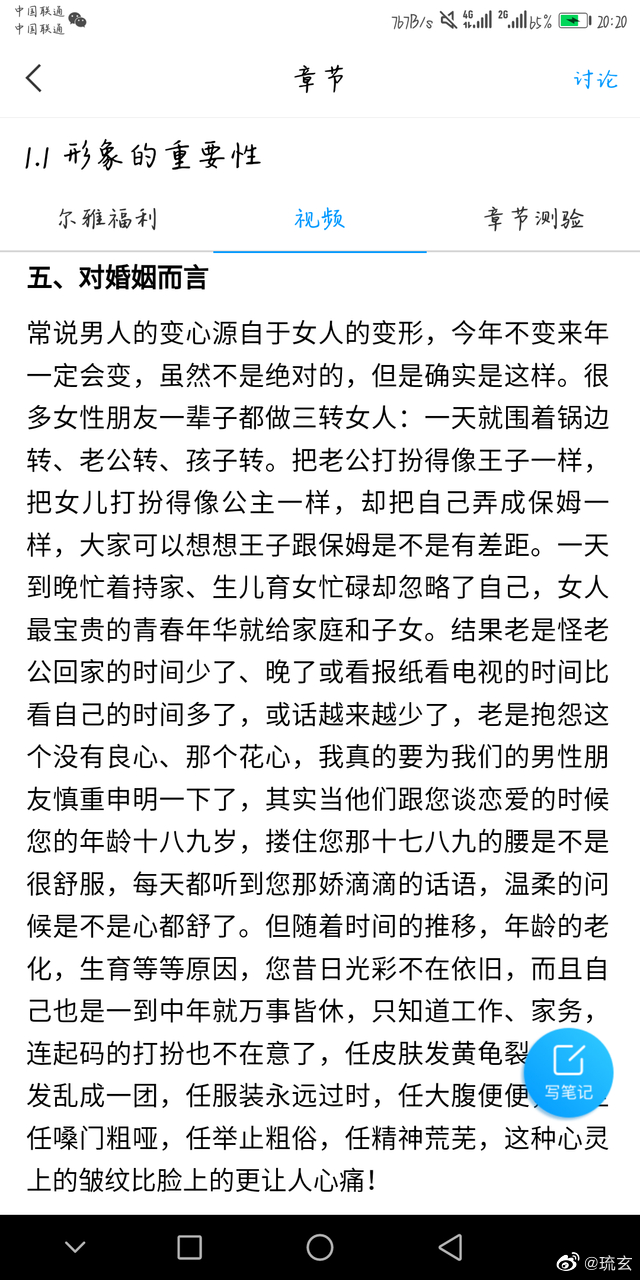 中国联通
中国联通
767B/s 4G 2G 65% 20:20
章节
讨论
1.1 形象的重要性
尔雅福利 视频 章节测验
五、对婚姻而言
常说男人的变心源自于女人的变形，今年不变来年
一定会变，虽然不是绝对的，但是确实是这样。很
多女性朋友一辈子都做三转女人：一天就围着锅边
转、老公转、孩子转。把老公打扮得像王子一样，
把女儿打扮得像公主一样，却把自己弄成保姆一
样，大家可以想想王子跟保姆是不是有差距。一天
到晚忙着持家、生儿育女忙碌却忽略了自己，女人
最宝贵的青春年华就给家庭和子女。结果老是怪老
公回家的时间少了、晚了或看报纸看电视的时间比
看自己的时间多了，或话越来越少了，老是抱怨这
个没有良心、那个花心，我真的要为我们的男性朋
友慎重申明一下了，其实当他们跟您谈恋爱的时候
您的年龄十八九岁，搂住您那十七八九的腰是不是
很舒服，每天都听到您那娇滴滴的话语，温柔的问
候是不是心都舒了。但随着时间的推移，年龄的老
化，生育等等原因，您昔日光彩不在依旧，而且自
己也是一到中年就万事皆休，只知道工作、家务，
连起码的打扮也不在意了，任皮肤发黄龟裂
发乱成一团，任服装永远过时，任大腹便便
任嗓门粗哑，任举止粗俗，任精神荒芜，这种心灵
上的皱纹比脸上的更让人心痛！
写笔记
@琉玄